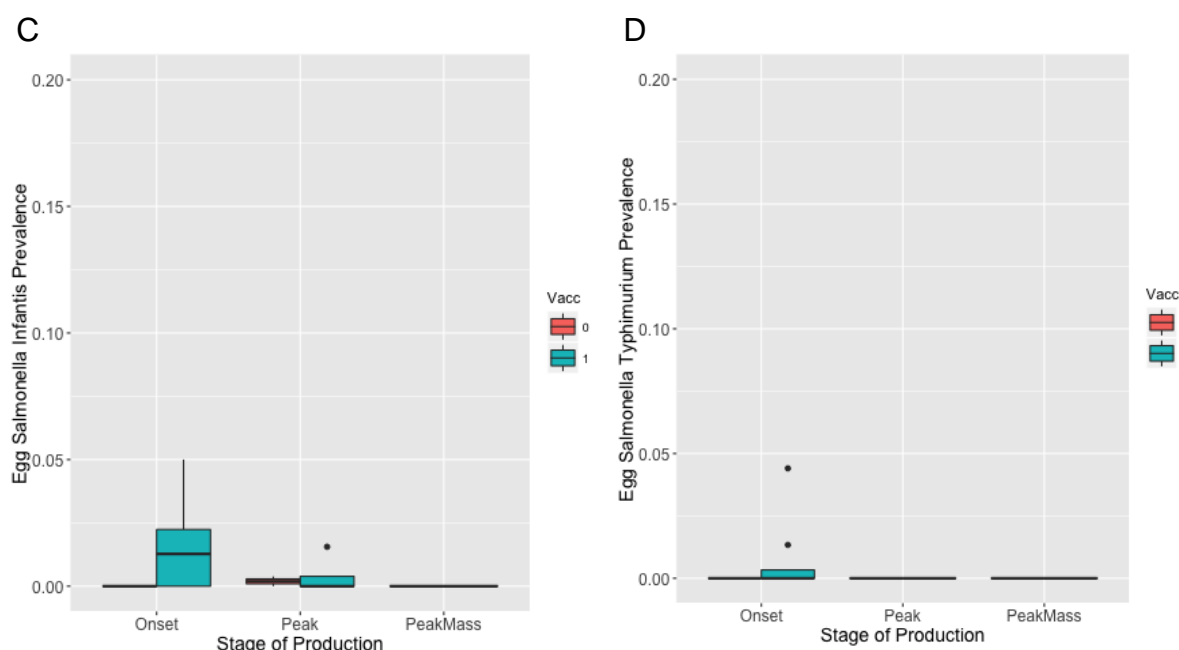 C
0.20
0.15
0.10
0.05
0.00
Egg Salmonella Infantis Prevalence
Onset
Peak
PeakMass
Stage of Production
Vacc
0
1
D
0.20
0.15
0.10
0.05
0.00
Egg Salmonella Typhimurium Prevalence
Onset
Peak
PeakMass
Stage of Production
Vacc